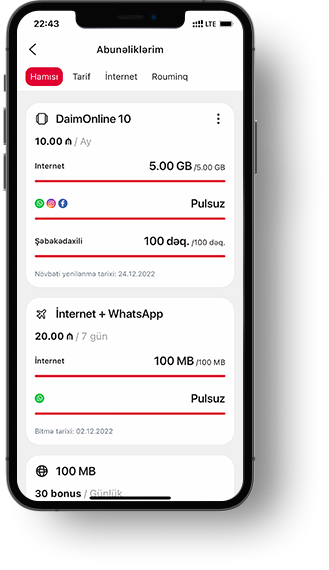 22:43 LTE
Abunəliklərim
Hamısı Tarif İnternet Rouminq
DaimOnline 10
10.00 ₼ / Ay
Internet 5.00 GB /5.00 GB
Pulsuz
Şəbəkədaxili 100 dəq. /100 dəq.
Növbəti yenilənmə tarixi: 24.12.2022
İnternet + WhatsApp
20.00 ₼ / 7 gün
İnternet 100 MB /100 MB
Pulsuz
Bitmə tarixi: 02.12.2022
100 MB
30 bonus / Günlük